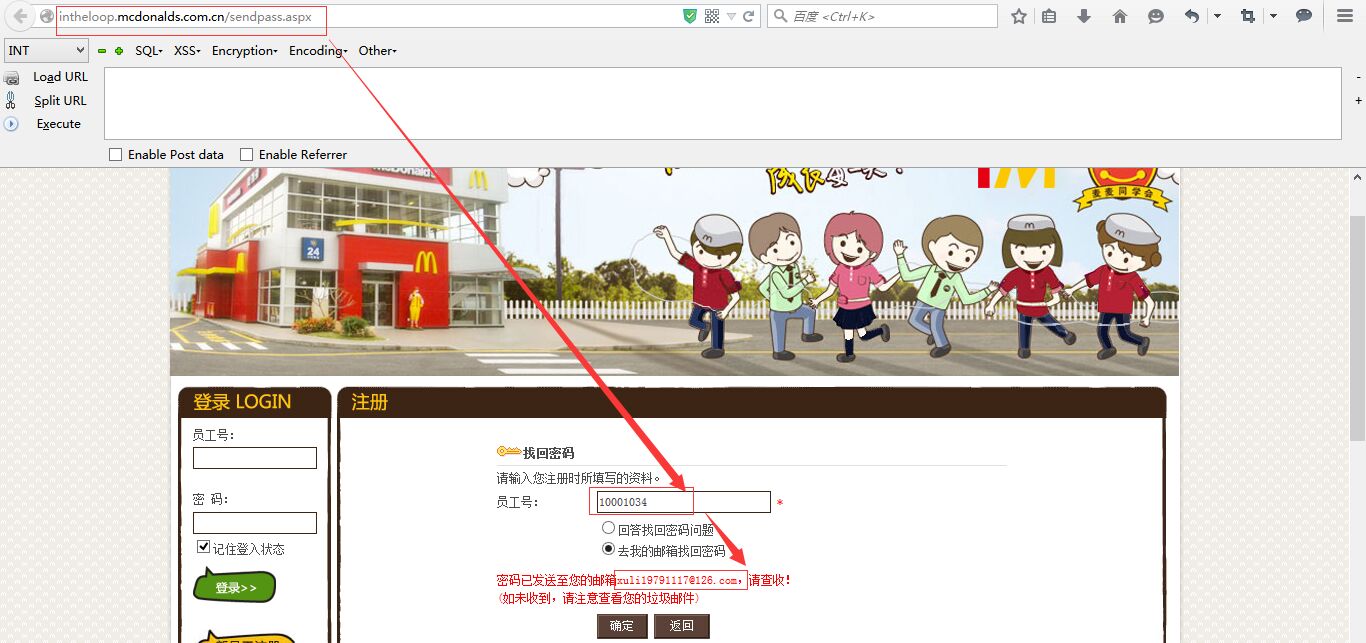 intheloop.mcdonalds.com.cn/sendpass.aspx
百度 <Ctrl+K>
INT
SQL XSS Encryption Encoding Other
Load URL
Split URL
Execute
-
+
Enable Post data
Enable Referrer
McDonald's
24
麦麦同学会
登录 LOGIN
员工号：
密 码：
记住登入状态
登录>>
注册
找回密码
请输入您注册时所填写的资料。
员工号：
10001034
*
回答找回密码问题
去我的邮箱找回密码
密码已发送至您的邮箱xuli19791117@126.com，请查收！
(如未收到，请注意查看您的垃圾邮件)
确定
返回